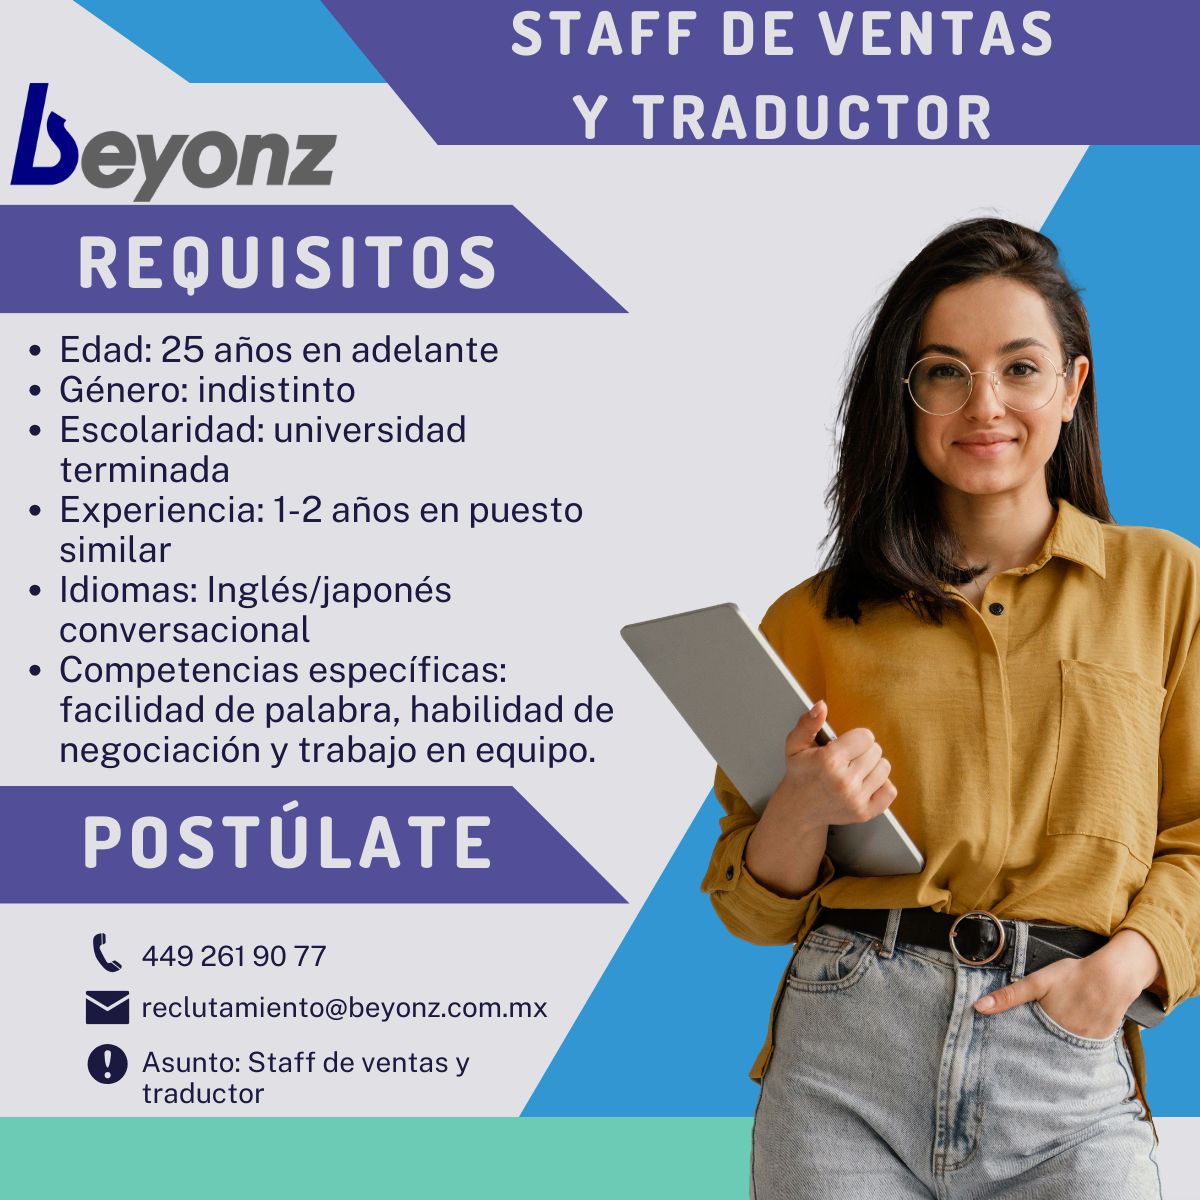 STAFF DE VENTAS
Y TRADUCTOR
beyonz
REQUISITOS
• Edad: 25 años en adelante
• Género: indistinto
• Escolaridad: universidad
terminada
• Experiencia: 1-2 años en puesto
similar
• Idiomas: Inglés/japonés
conversacional
• Competencias específicas:
facilidad de palabra, habilidad de
negociación y trabajo en equipo.
POSTÚLATE
449 261 90 77
reclutamiento@beyonz.com.mx
Asunto: Staff de ventas y
traductor